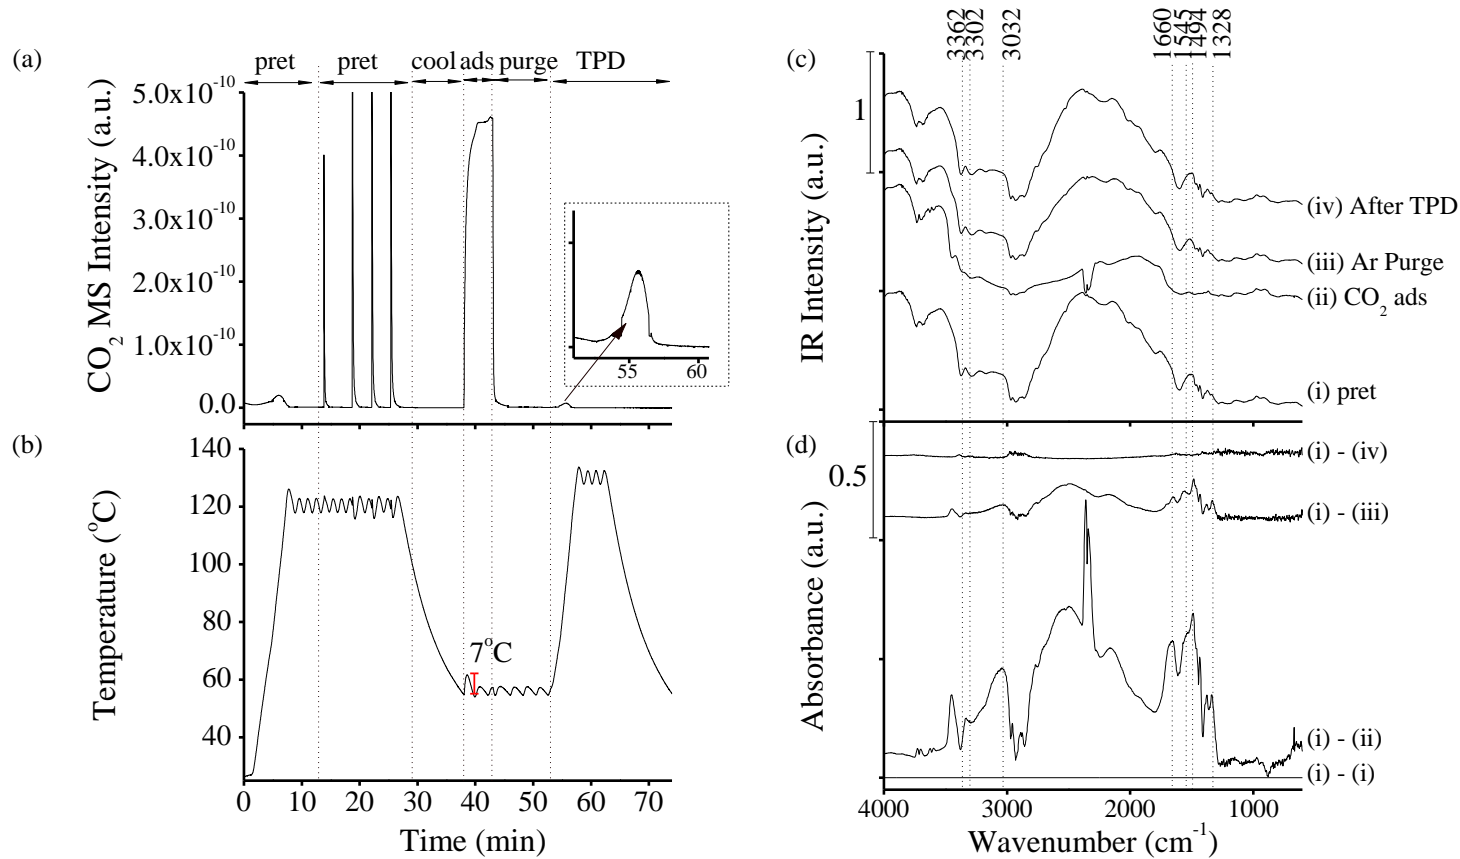 (a)
pret pret cool ads purge TPD
CO2 MS Intensity (a.u.)
5.0x10-10
4.0x10-10
3.0x10-10
2.0x10-10
1.0x10-10
0.0
55 60
(b)
Temperature (oC)
140
120
100
80
60
40
7oC
0 10 20 30 40 50 60 70
Time (min)
(c)
3362 3302 3032 1660 1545 1494 1328
IR Intensity (a.u.)
1
(iv) After TPD
(iii) Ar Purge
(ii) CO2 ads
(i) pret
(d)
Absorbance (a.u.)
0.5
(i) - (iv)
(i) - (iii)
(i) - (ii)
(i) - (i)
4000 3000 2000 1000
Wavenumber (cm-1)